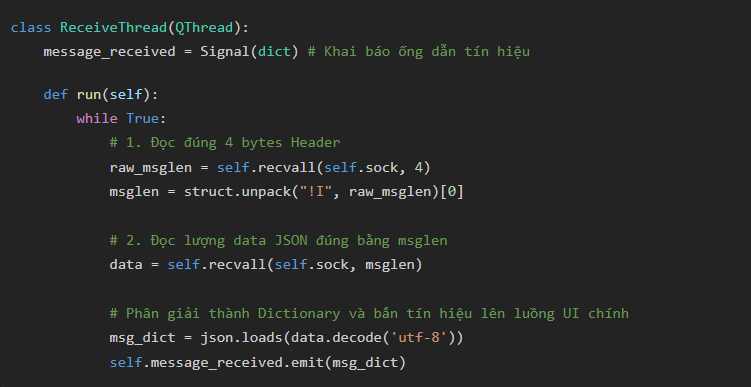 class ReceiveThread(QThread):
    message_received = Signal(dict) # Khai báo ống dẫn tín hiệu

    def run(self):
        while True:
            # 1. Đọc đúng 4 bytes Header
            raw_msglen = self.recvall(self.sock, 4)
            msglen = struct.unpack("!I", raw_msglen)[0]

            # 2. Đọc lượng data JSON đúng bằng msglen
            data = self.recvall(self.sock, msglen)

            # Phân giải thành Dictionary và bắn tín hiệu lên luồng UI chính
            msg_dict = json.loads(data.decode('utf-8'))
            self.message_received.emit(msg_dict)